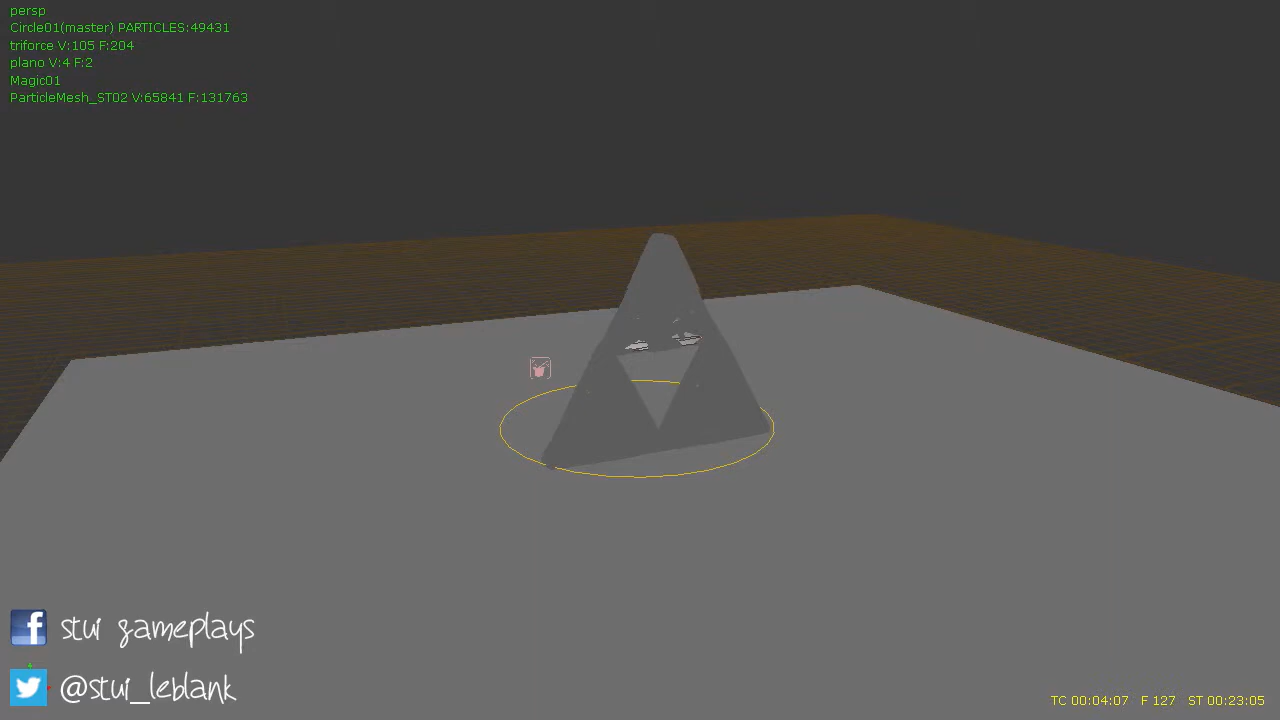 persp
Circle01(master) PARTICLES:49431
triforce V:105 F:204
plano V:4 F:2
Magic01
ParticleMesh_ST02 V:65841 F:131763
stui gameplays
@stui_leblank
TC 00:04:07 F 127 ST 00:23:05